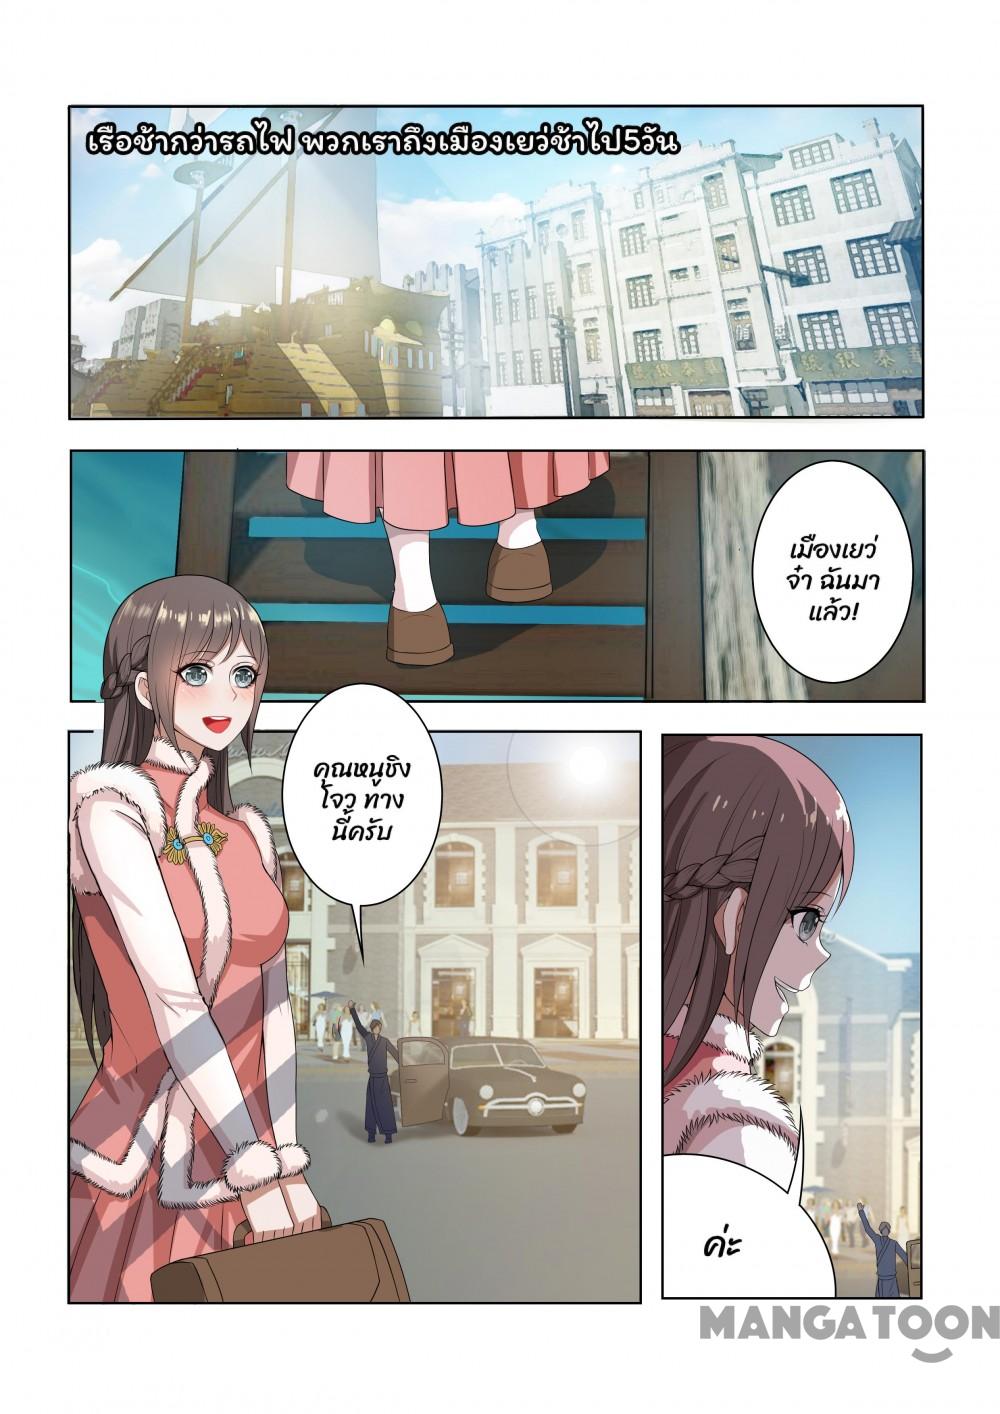 เรือช้ากว่ารถไฟ พวกเราถึงเมืองเยว่ช้าไป5วัน
เมืองเยว่
จ๋า ฉันมา
แล้ว!
คุณหนูชิง
โจว ทาง
นี้ครับ
ค่ะ
MANGATOON